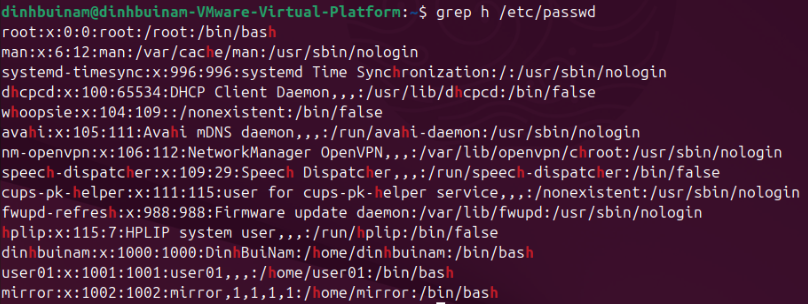 dinhbuinam@dinhbuinam-VMware-Virtual-Platform:~$ grep h /etc/passwd
root:x:0:0:root:/root:/bin/bash
man:x:6:12:man:/var/cache/man:/usr/sbin/nologin
systemd-timesync:x:996:996:systemd Time Synchronization:/:/usr/sbin/nologin
dhcpcd:x:100:65534:DHCP Client Daemon,,,:/usr/lib/dhcpcd:/bin/false
whoopsie:x:104:109::/nonexistent:/bin/false
avahi:x:105:111:Avahi mDNS daemon,,,:/run/avahi-daemon:/usr/sbin/nologin
nm-openvpn:x:106:112:NetworkManager OpenVPN,,,:/var/lib/openvpn/chroot:/usr/sbin/nologin
speech-dispatcher:x:109:29:Speech Dispatcher,,,:/run/speech-dispatcher:/bin/false
cups-pk-helper:x:111:115:user for cups-pk-helper service,,,:/nonexistent:/usr/sbin/nologin
fwupd-refresh:x:988:988:Firmware update daemon:/var/lib/fwupd:/usr/sbin/nologin
hplip:x:115:7:HPLIP system user,,,:/run/hplip:/bin/false
dinhbuinam:x:1000:1000:DinhBuiNam:/home/dinhbuinam:/bin/bash
user01:x:1001:1001:user01,,,:/home/user01:/bin/bash
mirror:x:1002:1002:mirror,1,1,1,1:/home/mirror:/bin/bash